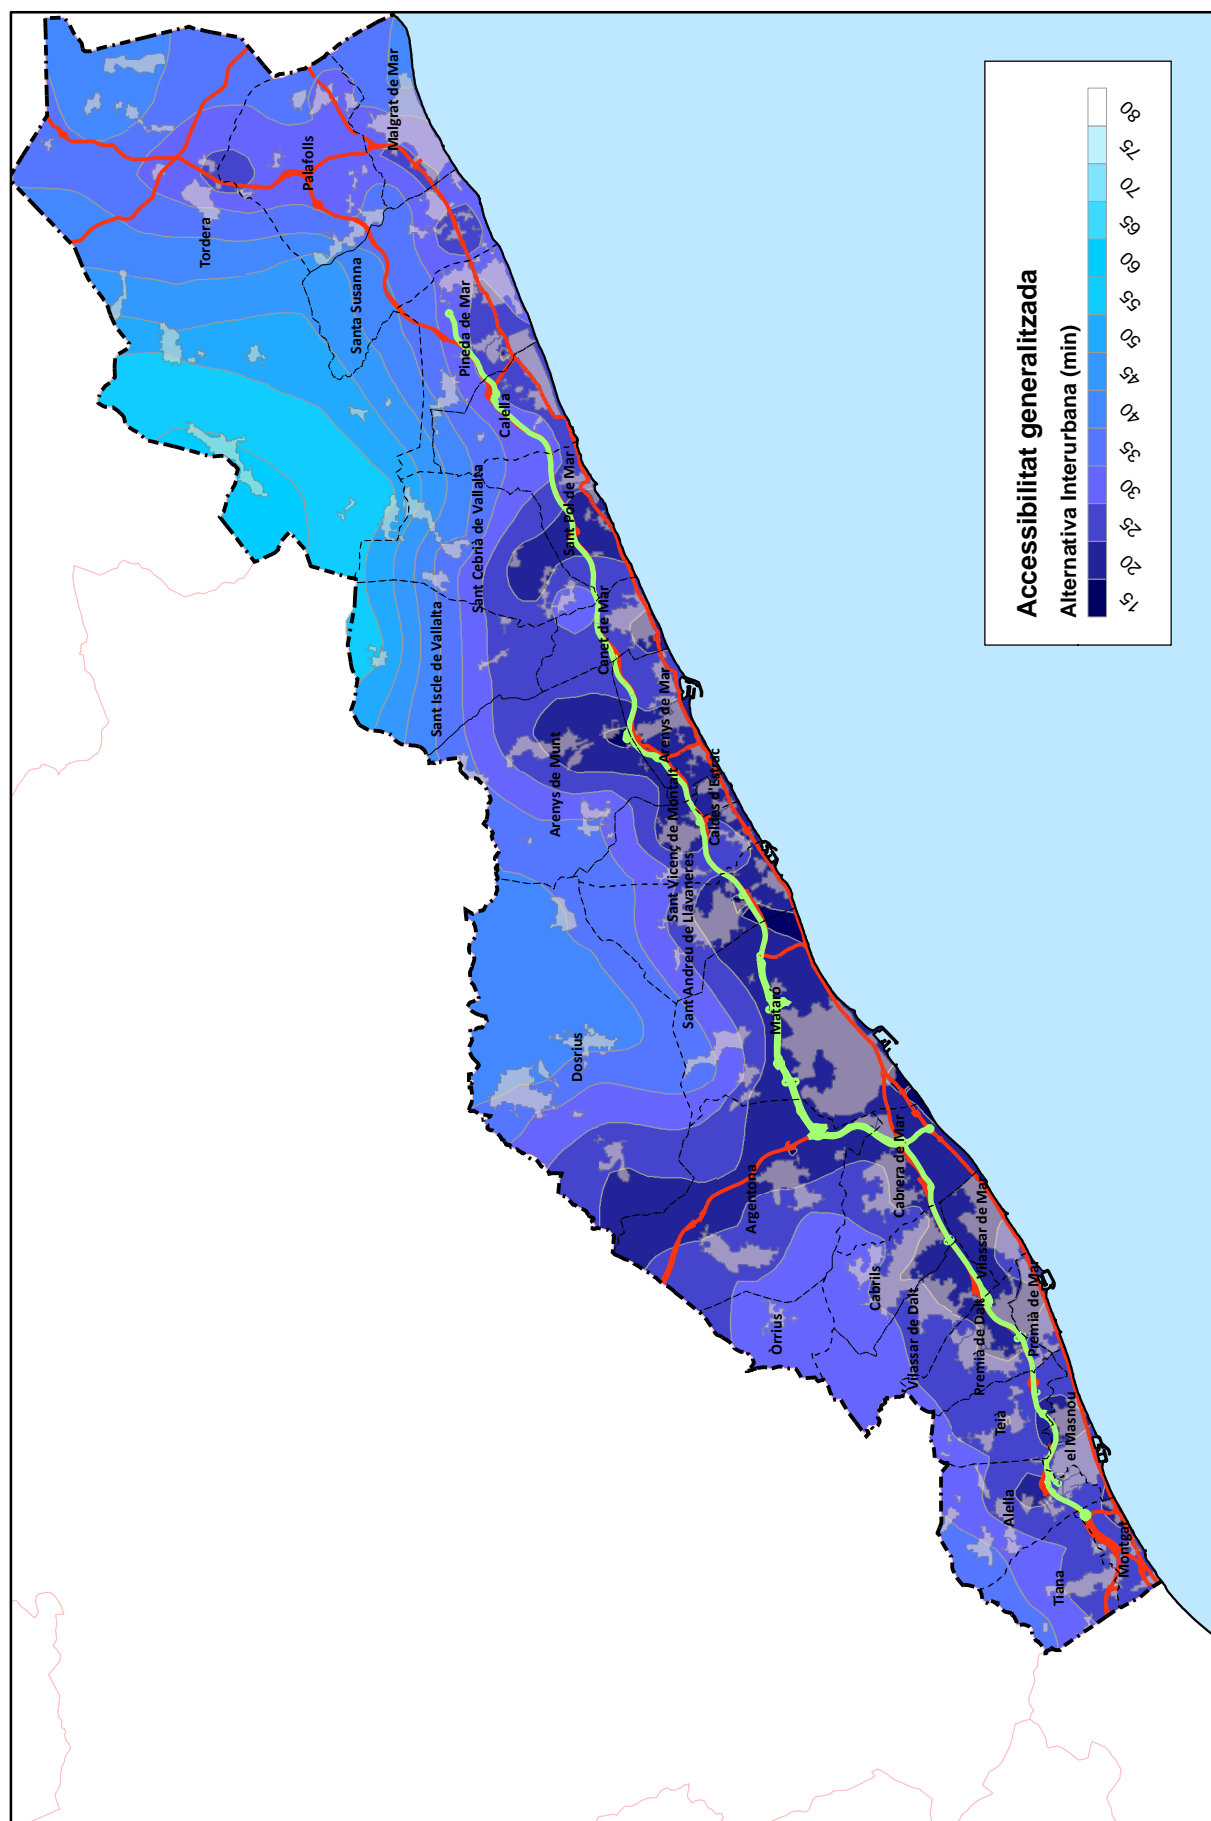 Malgrat de Mar
Palafolls
Tordera
Santa Susanna
Pineda de Mar
Calella
Sant Cebrià de Vallalta
Sant Pol de Mar
Sant Iscle de Vallalta
Canet de Mar
Arenys de Mar
Arenys de Munt
Caldes d'Estrac
Sant Vicenç de Montalt
Sant Andreu de Llavaneres
Mataró
Dosrius
Argentona
Cabrera de Mar
Vilassar de Mar
Cabrils
Òrrius
Vilassar de Dalt
Premià de Dalt
Premià de Mar
Teià
el Masnou
Alella
Tiana
Montgat
Accessibilitat generalitzada
Alternativa Interurbana (min)
15
20
25
30
35
40
45
50
55
60
65
70
75
80